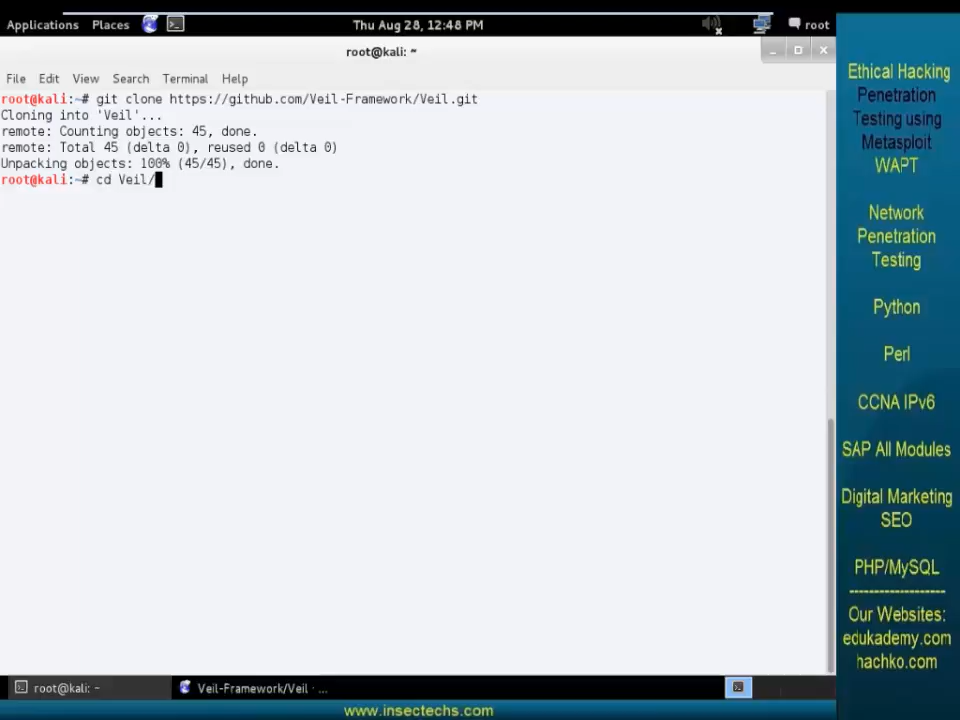 Applications Places Thu Aug 28, 12:48 PM root
root@kali: ~
File Edit View Search Terminal Help
root@kali:~# git clone https://github.com/Veil-Framework/Veil.git
Cloning into 'Veil'...
remote: Counting objects: 45, done.
remote: Total 45 (delta 0), reused 0 (delta 0)
Unpacking objects: 100% (45/45), done.
root@kali:~# cd Veil/
Ethical Hacking
Penetration
Testing using
Metasploit
WAPT
Network
Penetration
Testing
Python
Perl
CCNA IPv6
SAP All Modules
Digital Marketing
SEO
PHP/MySQL
--------------------
Our Websites:
edukademy.com
hachko.com
root@kali: ~ Veil-Framework/Veil · ...
www.insectechs.com